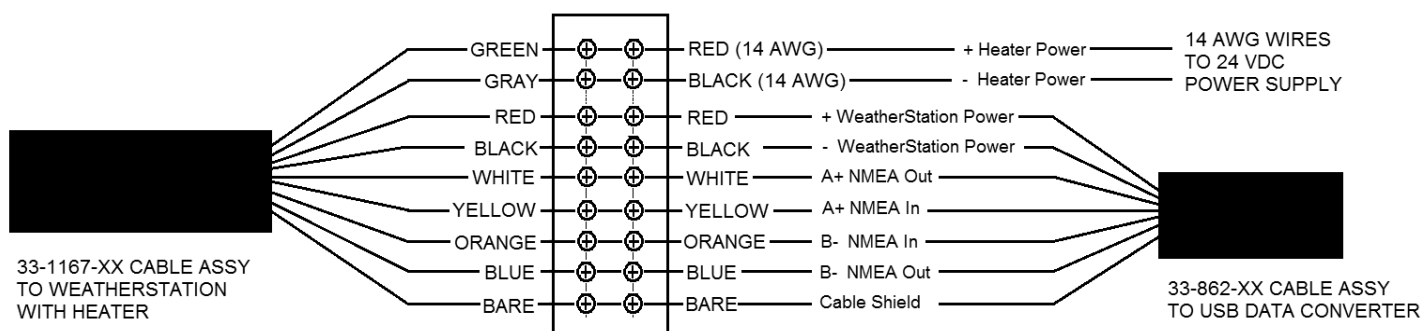 GREEN RED (14 AWG) + Heater Power
GRAY BLACK (14 AWG) - Heater Power
14 AWG WIRES
TO 24 VDC
POWER SUPPLY
RED RED + WeatherStation Power
BLACK BLACK - WeatherStation Power
WHITE WHITE A+ NMEA Out
YELLOW YELLOW A+ NMEA In
ORANGE ORANGE B- NMEA In
BLUE BLUE B- NMEA Out
BARE BARE Cable Shield
33-1167-XX CABLE ASSY
TO WEATHERSTATION
WITH HEATER
33-862-XX CABLE ASSY
TO USB DATA CONVERTER